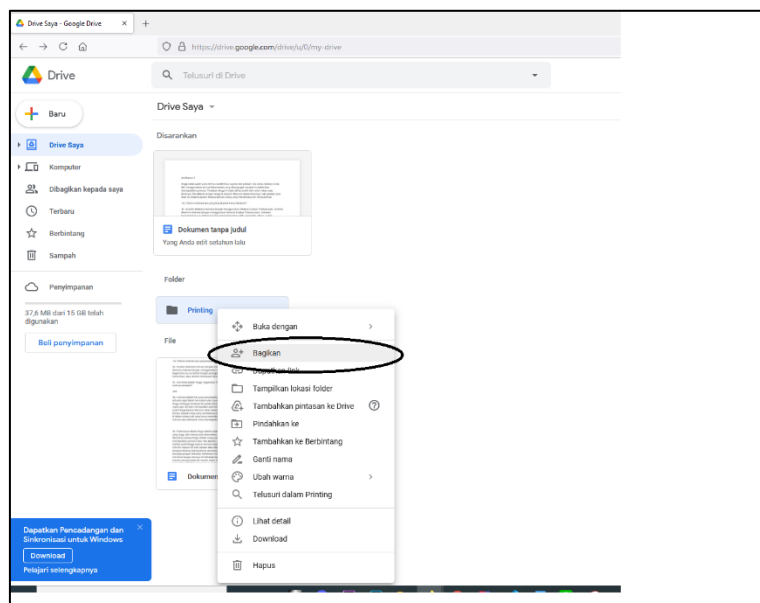 Drive Saya - Google Drive
https://drive.google.com/drive/u/0/my-drive
Drive
Telusuri di Drive
Baru
Drive Saya
Komputer
Dibagikan kepada saya
Terbaru
Berbintang
Sampah
Penyimpanan
37,6 MB dari 15 GB telah
digunakan
Beli penyimpanan
Dapatkan Pencadangan dan
Sinkronisasi untuk Windows
Download
Pelajari selengkapnya
Drive Saya
Disarankan
Dokumen tanpa judul
Yang Anda edit setahun lalu
Folder
Printing
File
Dokumen
Buka dengan
Bagikan
Dapatkan link
Tampilkan lokasi folder
Tambahkan pintasan ke Drive
Pindahkan ke
Tambahkan ke Berbintang
Ganti nama
Ubah warna
Telusuri dalam Printing
Lihat detail
Download
Hapus